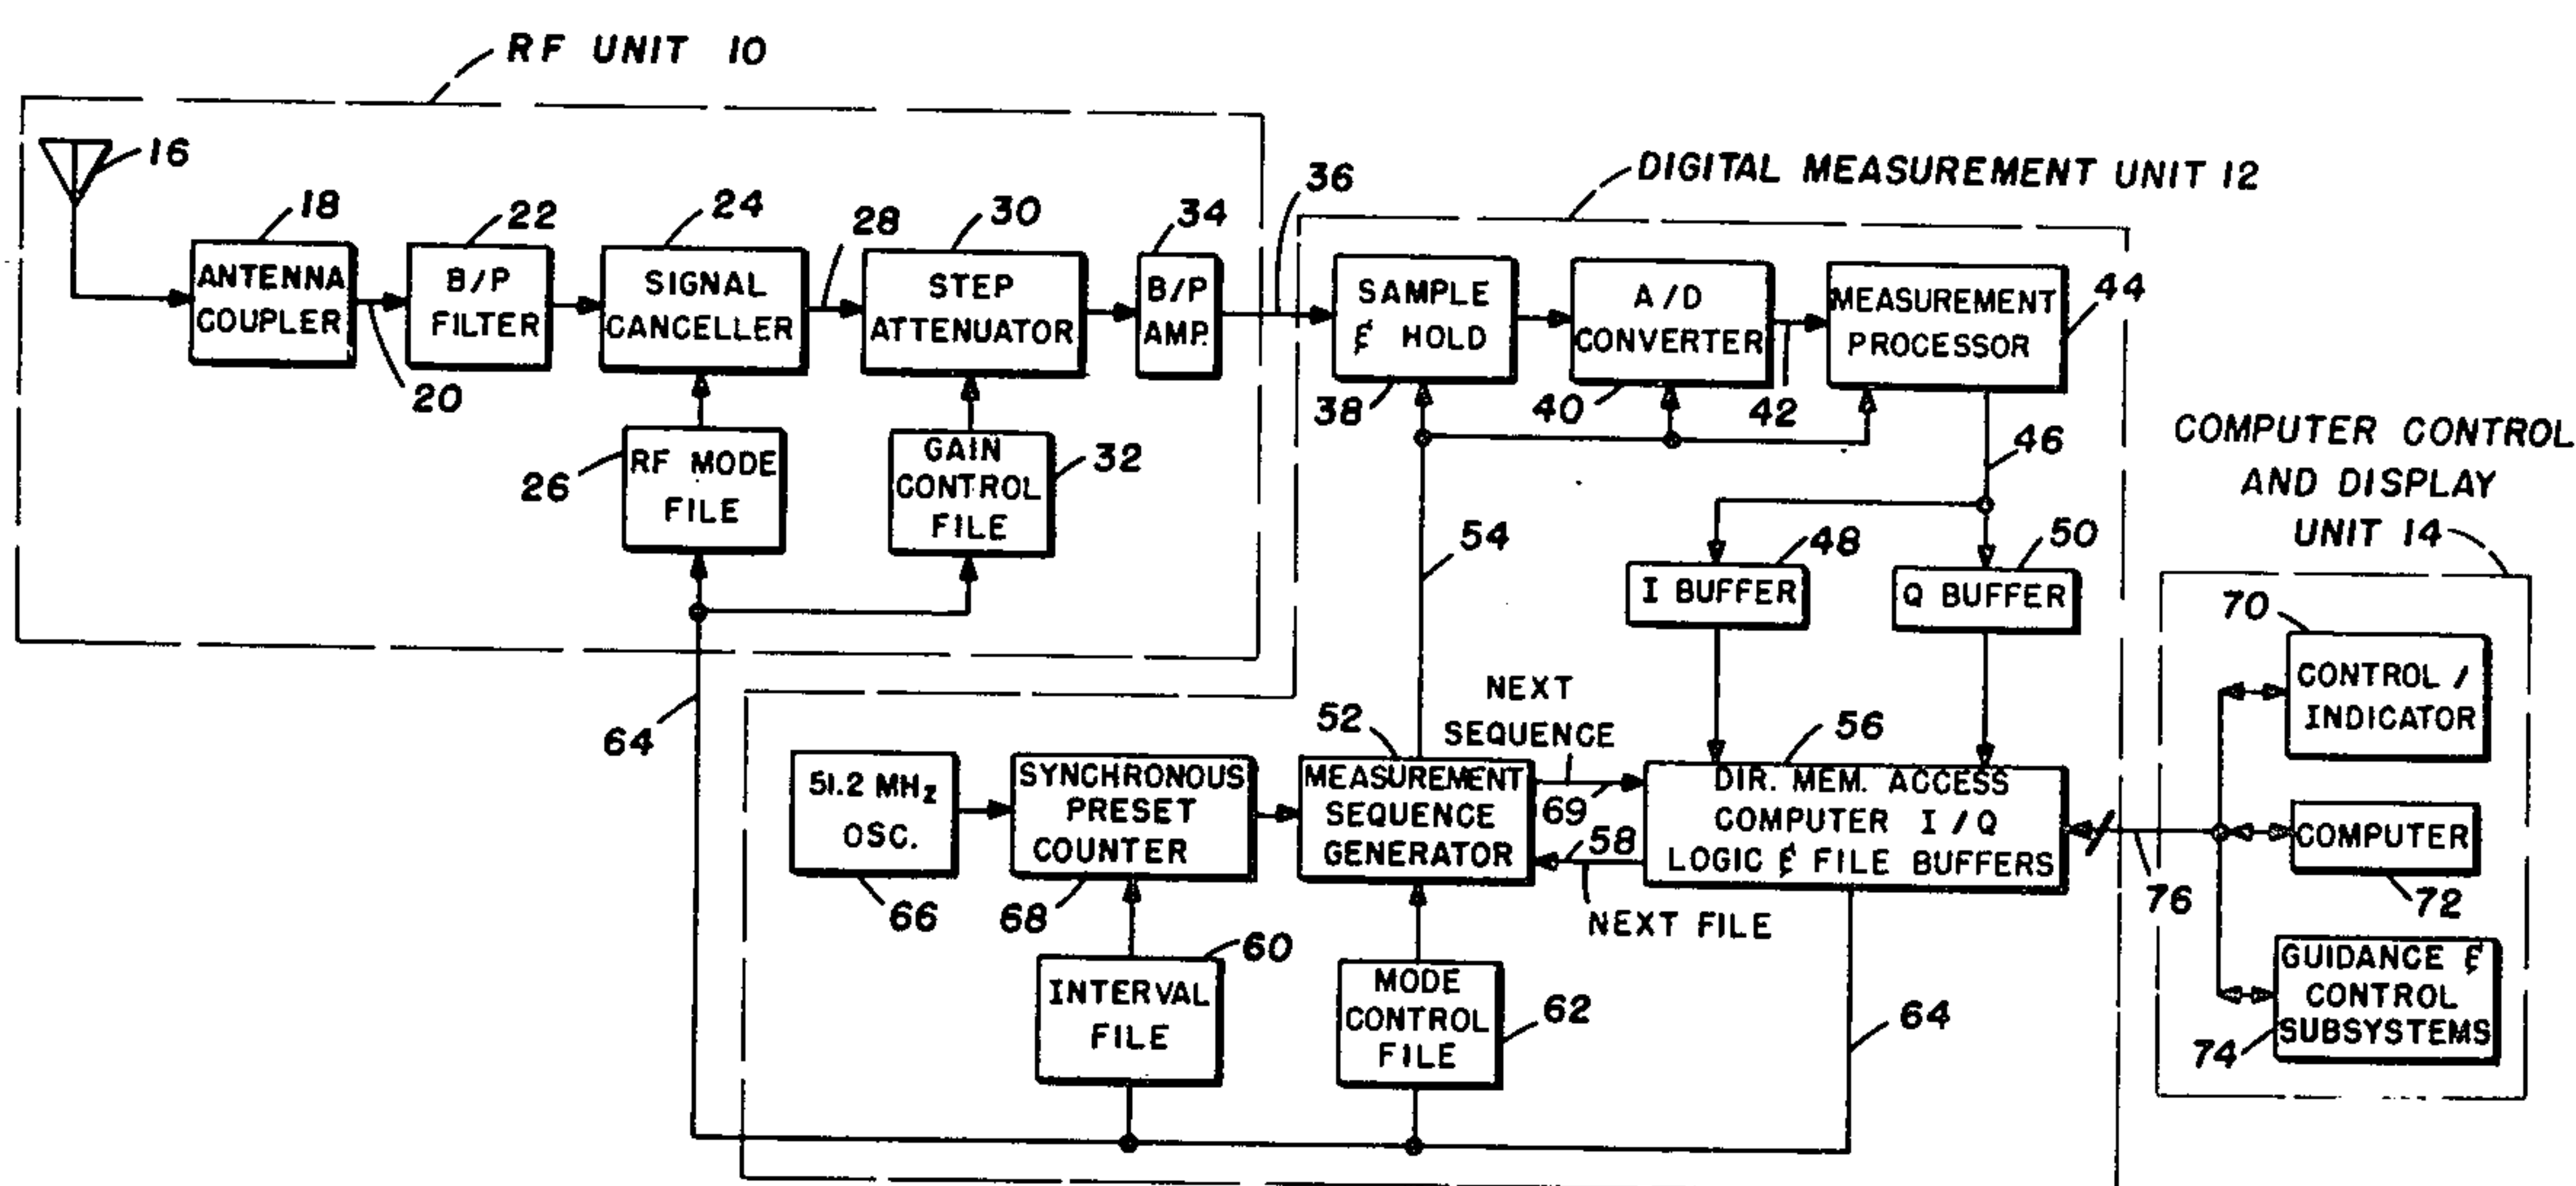 RF UNIT 10
16
18
ANTENNA
COUPLER
20
22
B/P
FILTER
24
SIGNAL
CANCELLER
26
RF MODE
FILE
28
30
STEP
ATTENUATOR
32
GAIN
CONTROL
FILE
34
B/P
AMP.
36
64
DIGITAL MEASUREMENT UNIT 12
SAMPLE
& HOLD
38
A/D
CONVERTER
40
42
MEASUREMENT
PROCESSOR
44
46
48
I BUFFER
50
Q BUFFER
54
51.2 MHz
OSC.
66
SYNCHRONOUS
PRESET
COUNTER
68
52
MEASUREMENT
SEQUENCE
GENERATOR
NEXT
SEQUENCE
69
58
NEXT FILE
56
DIR. MEM. ACCESS
COMPUTER I/Q
LOGIC & FILE BUFFERS
60
INTERVAL
FILE
MODE
CONTROL
FILE
62
64
COMPUTER CONTROL
AND DISPLAY
UNIT 14
70
CONTROL /
INDICATOR
COMPUTER
72
76
GUIDANCE &
CONTROL
SUBSYSTEMS
74